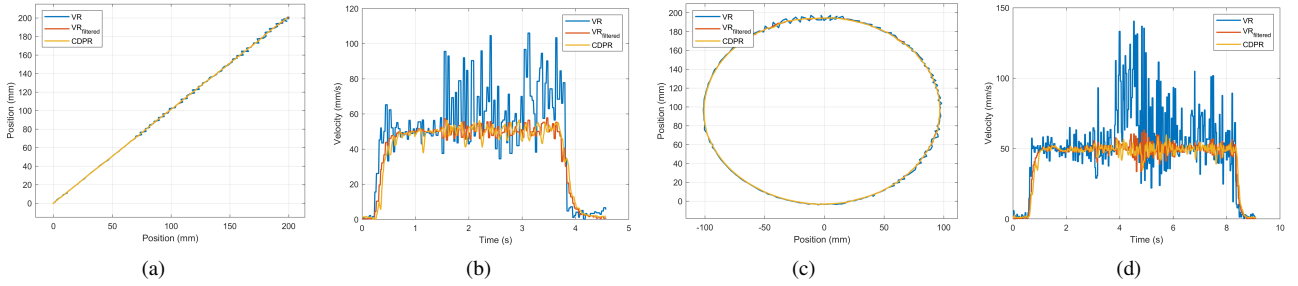 200
180
160
140
120
100
80
60
40
20
0
0
50
100
150
200
Position (mm)
Position (mm)
VR
VR_filtered
CDPR
(a)
120
100
80
60
40
20
0
0
1
2
3
4
5
Time (s)
Velocity (mm/s)
VR
VR_filtered
CDPR
(b)
200
180
160
140
120
100
80
60
40
20
0
-100
-50
0
50
100
Position (mm)
Position (mm)
VR
VR_filtered
CDPR
(c)
150
100
50
0
0
2
4
6
8
10
Time (s)
Velocity (mm/s)
VR
VR_filtered
CDPR
(d)